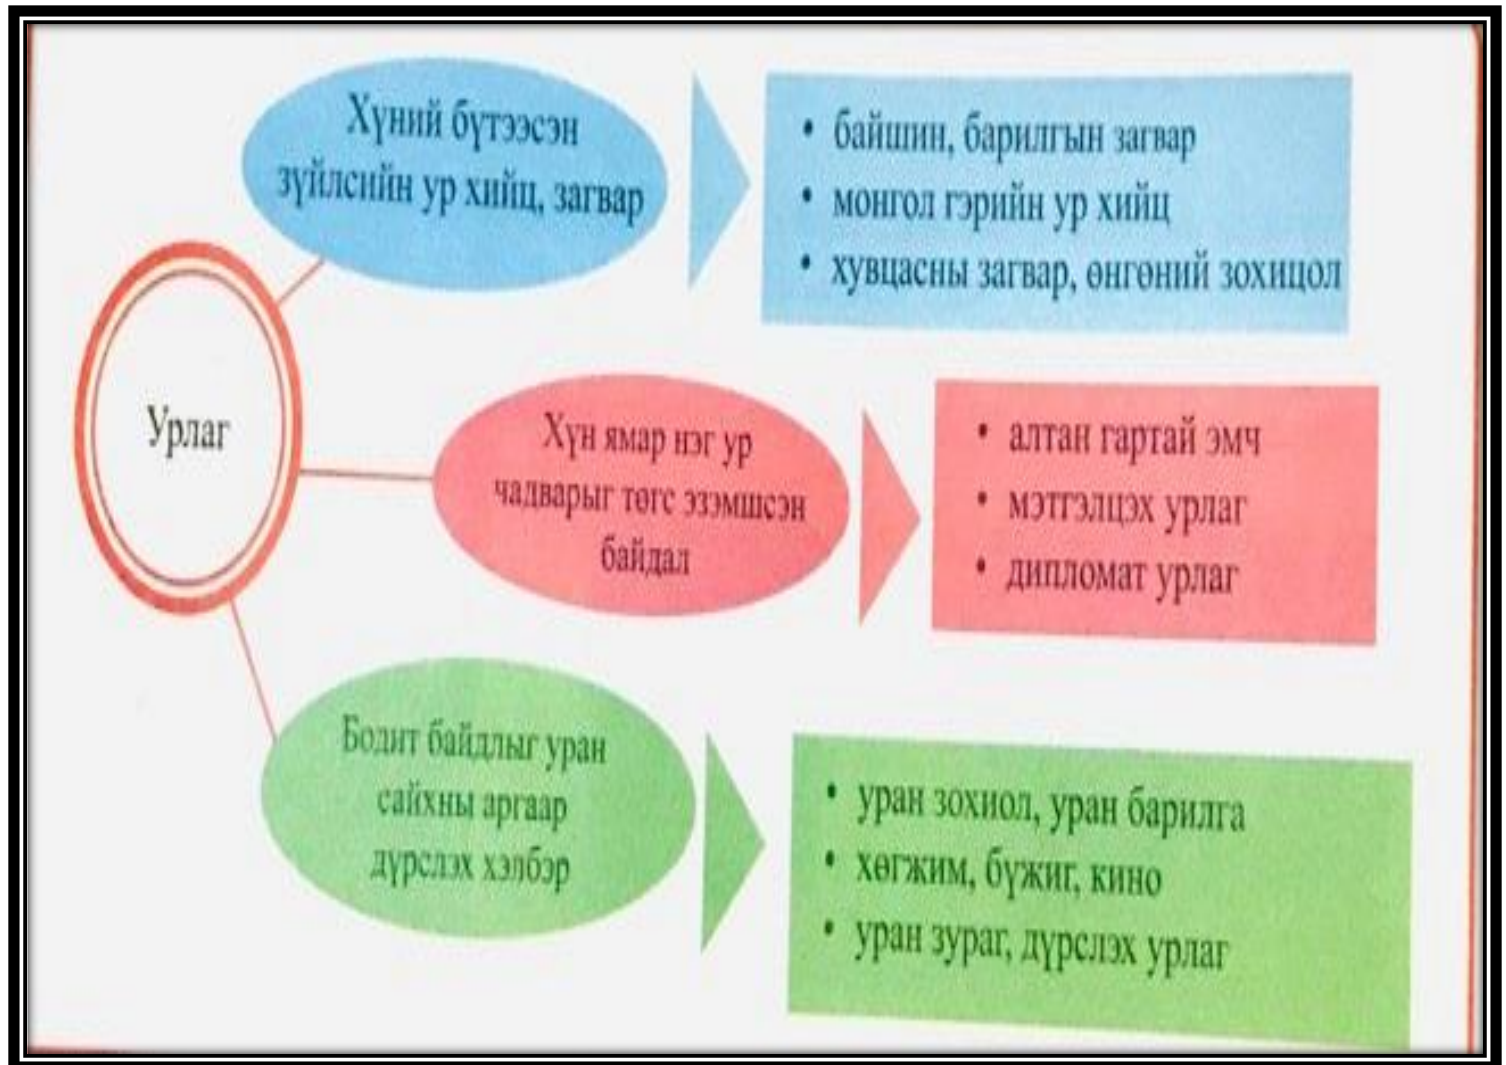 Хүний бүтээсэн
зүйлсийн ур хийц, загвар
• байшин, барилгын загвар
• монгол гэрийн ур хийц
• хувцасны загвар, өнгөний зохицол
Урлаг
Хүн ямар нэг ур
чадварыг төгс эзэмшсэн
байдал
• алтан гартай эмч
• мэтгэлцэх урлаг
• дипломат урлаг
Бодит байдлыг уран
сайхны аргаар
дүрслэх хэлбэр
• уран зохиол, уран барилга
• хөгжим, бүжиг, кино
• уран зураг, дүрслэх урлаг